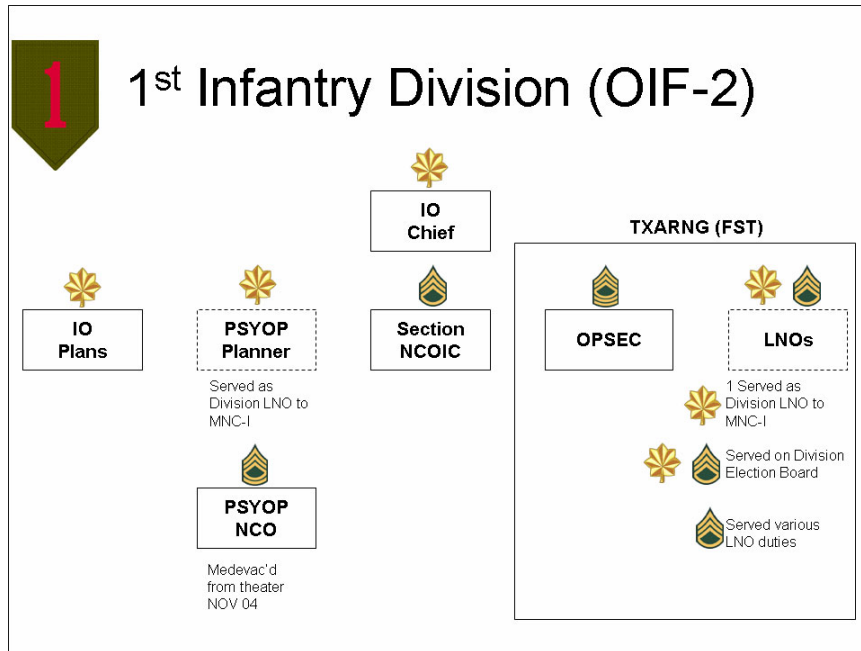 1
1st Infantry Division (OIF-2)
IO
Chief
TXARNG (FST)
IO
Plans
PSYOP
Planner
Section
NCOIC
OPSEC
LNOs
Served as
Division LNO to
MNC-I
1 Served as
Division LNO to
MNC-I
Served on Division
Election Board
PSYOP
NCO
Served various
LNO duties
Medevac'd
from theater
NOV 04